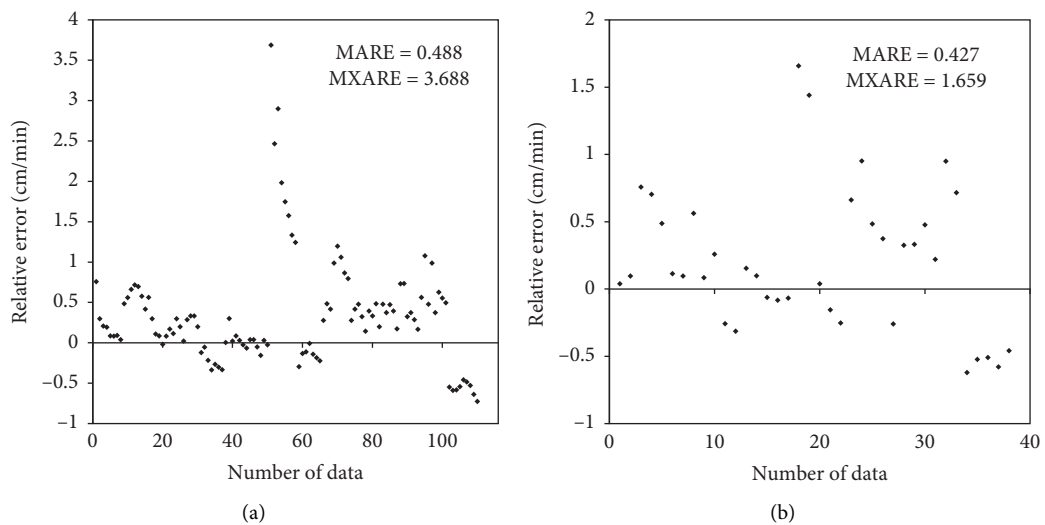 4
3.5
3
2.5
2
1.5
1
0.5
0
−0.5
−1
0
20
40
60
80
100
Relative error (cm/min)
Number of data
MARE = 0.488
MXARE = 3.688
(a)
2
1.5
1
0.5
0
−0.5
−1
0
10
20
30
40
Relative error (cm/min)
Number of data
MARE = 0.427
MXARE = 1.659
(b)